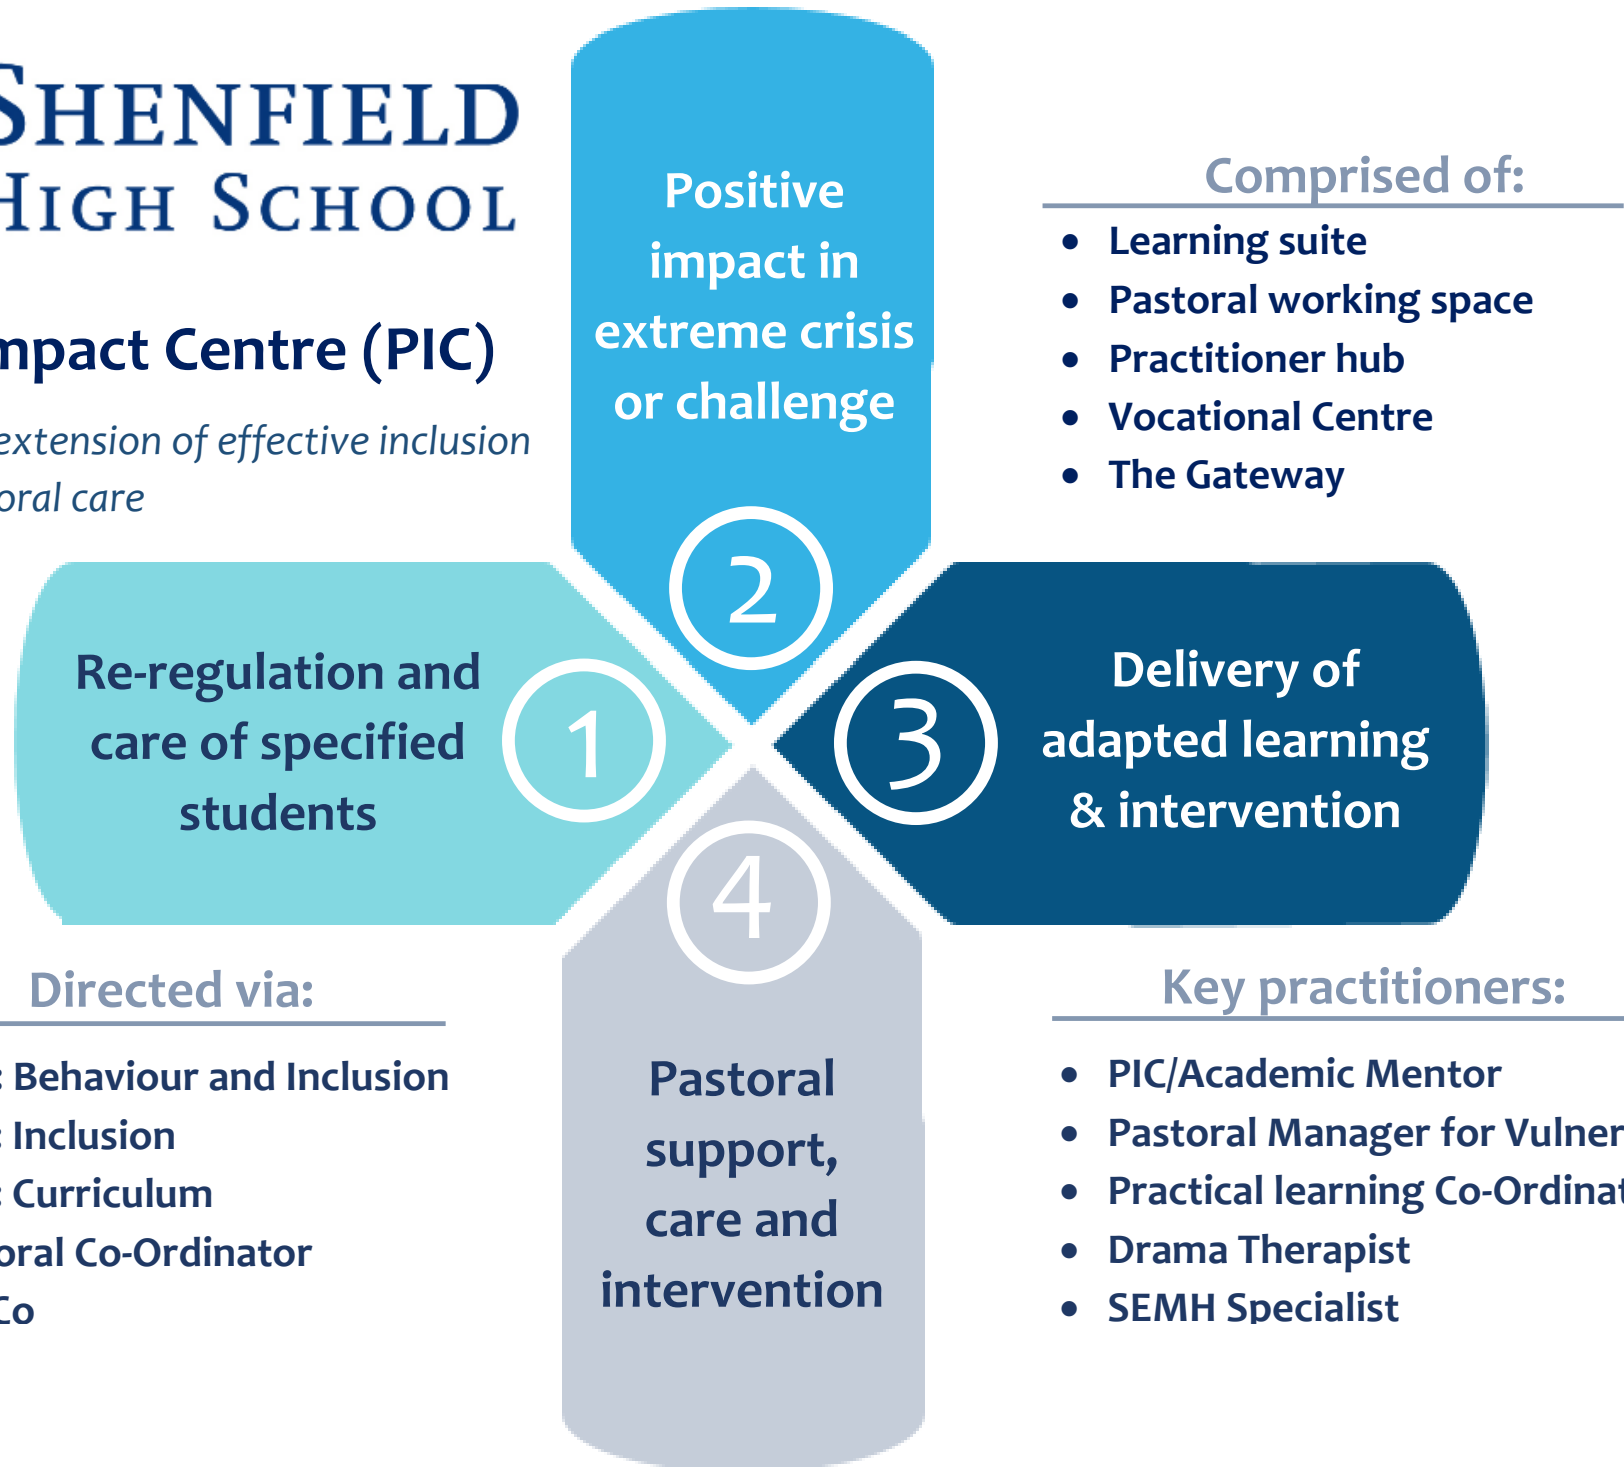 SHENFIELD
HIGH SCHOOL
Impact Centre (PIC)
extension of effective inclusion
oral care
Positive
impact in
extreme crisis
or challenge
2
Comprised of:
• Learning suite
• Pastoral working space
• Practitioner hub
• Vocational Centre
• The Gateway
Re-regulation and
care of specified
students
1
3
Delivery of
adapted learning
& intervention
4
Pastoral
support,
care and
intervention
Directed via:
: Behaviour and Inclusion
: Inclusion
: Curriculum
oral Co-Ordinator
Co
Key practitioners:
• PIC/Academic Mentor
• Pastoral Manager for Vulner
• Practical learning Co-Ordinat
• Drama Therapist
• SEMH Specialist